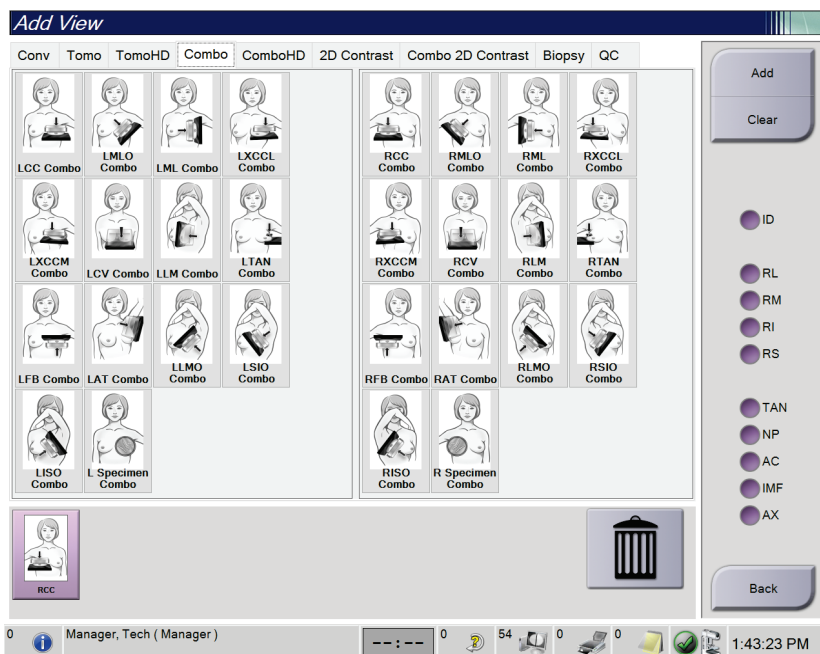 Add View
Conv Tomo TomoHD Combo ComboHD 2D Contrast Combo 2D Contrast Biopsy QC
LCC Combo
LMLO
Combo
LML Combo
LXCCL
Combo
RCC
Combo
RMLO
Combo
RML
Combo
RXCCL
Combo
LXCCM
Combo
LCV Combo
LLM Combo
LTAN
Combo
RXCCM
Combo
RCV
Combo
RLM
Combo
RTAN
Combo
LFB Combo
LAT Combo
LLMO
Combo
LSIO
Combo
RFB Combo
RAT Combo
RLMO
Combo
RSIO
Combo
LISO
Combo
L Specimen
Combo
RISO
Combo
R Specimen
Combo
RCC
Add
Clear
ID
RL
RM
RI
RS
TAN
NP
AC
IMF
AX
Back
0 Manager, Tech ( Manager ) --:-- 0 54 0 0 1:43:23 PM